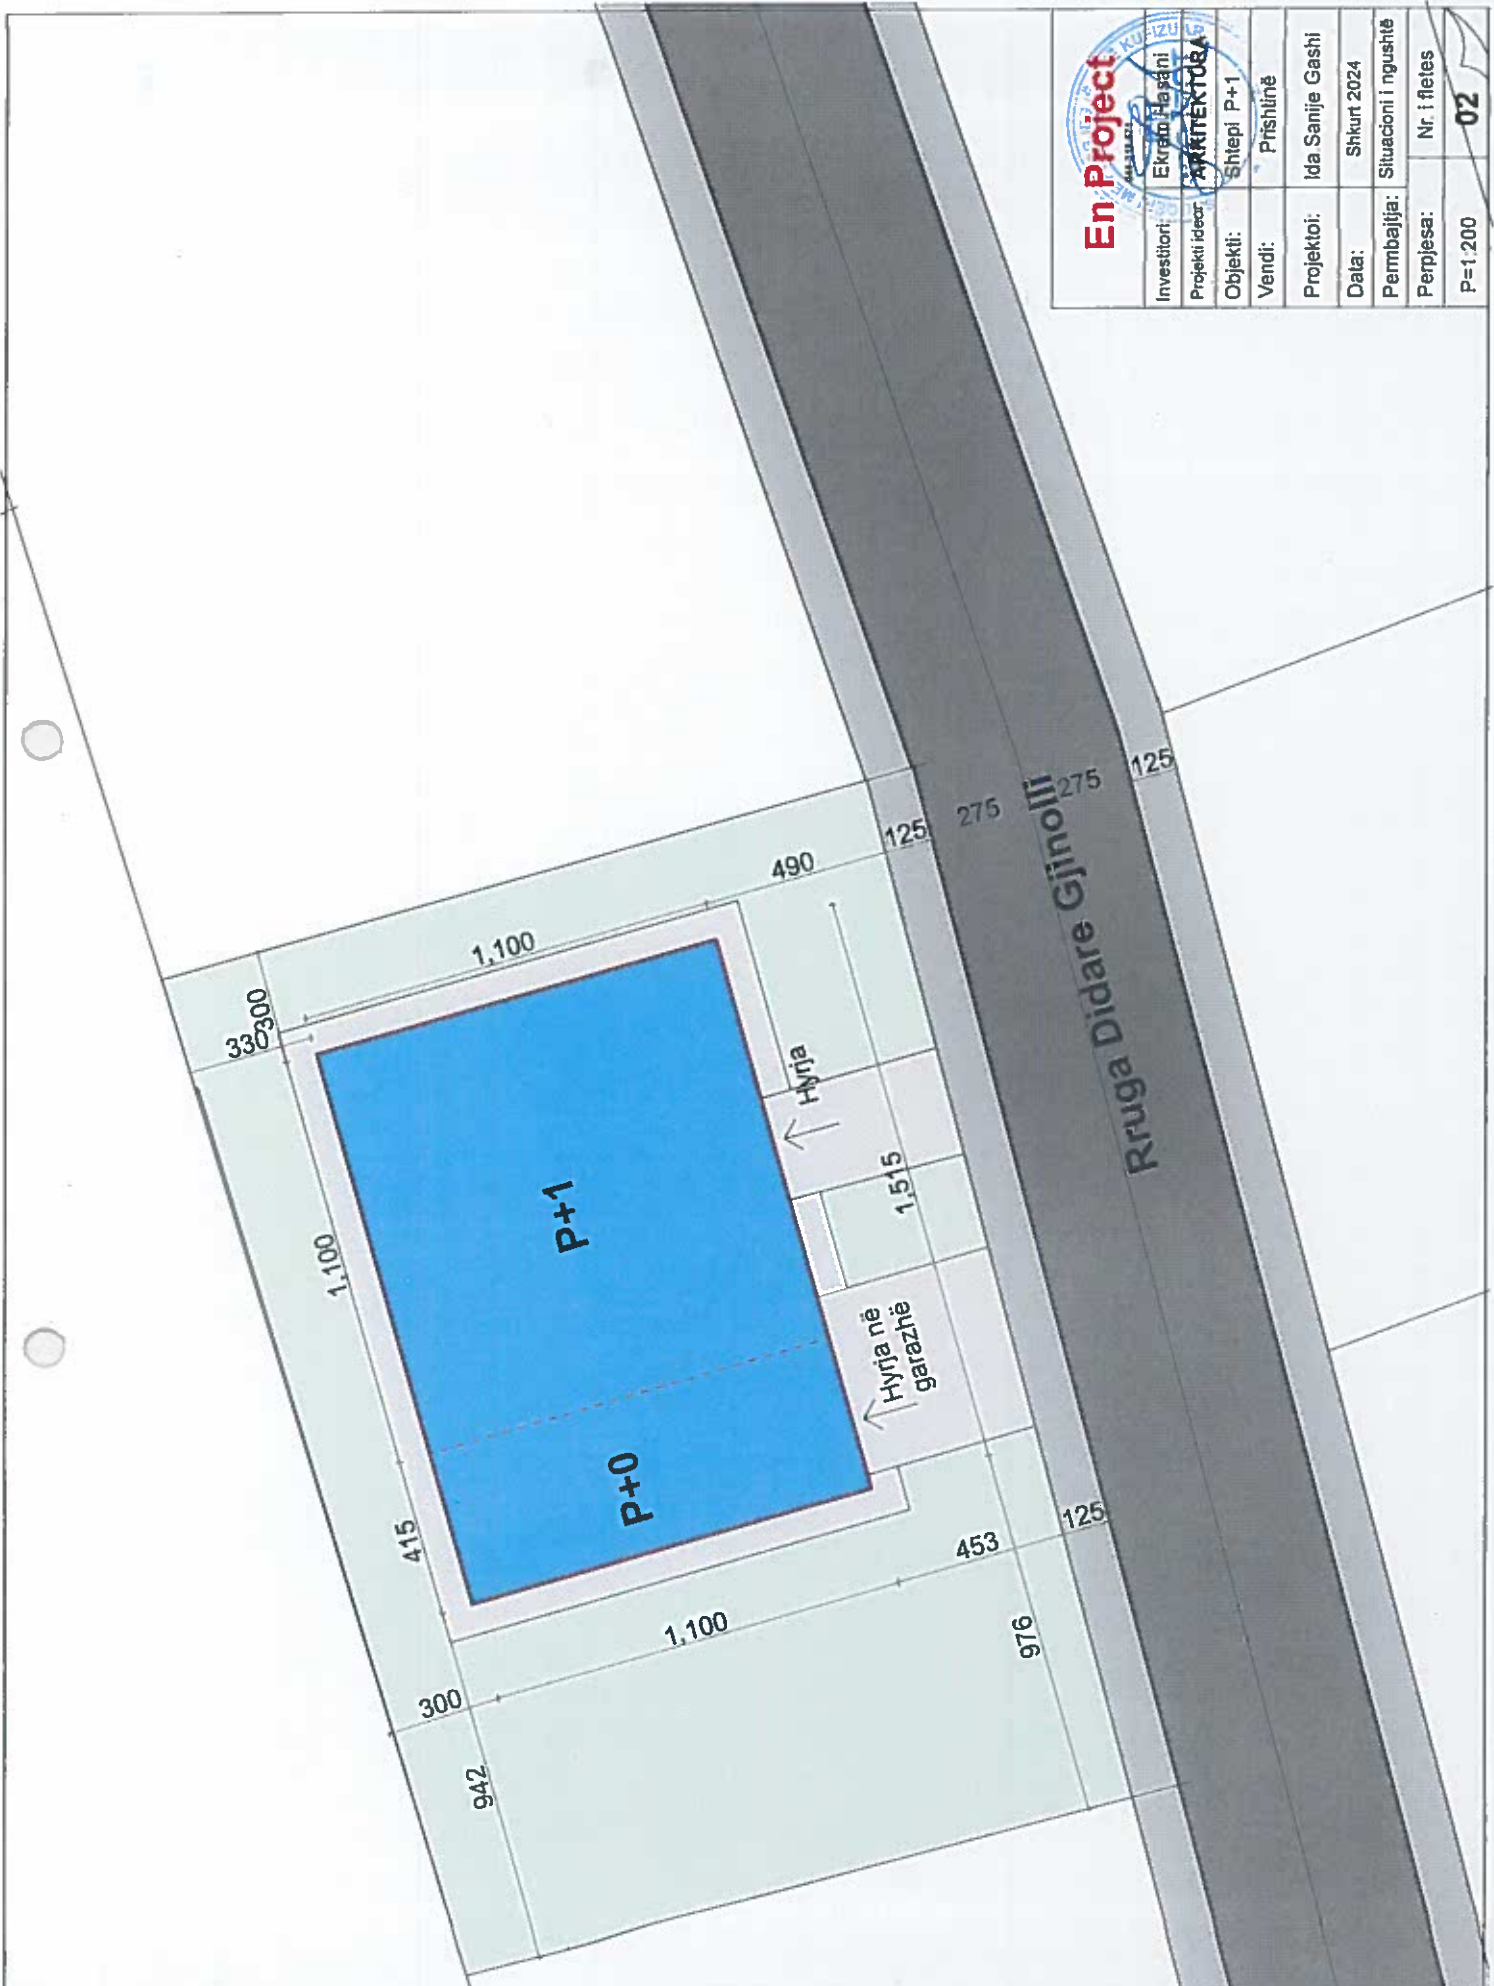 330
300
1,100
490
125
275
275
125
1,100
P+1
Hyrja
1,515
Rruga Didare Gjinolli
415
P+0
Hyrja në
garazhë
300
1,100
453
125
942
976
En Project
Investitori: Ekrem Hasani
Projekti ideor: ARKITEKTURA
Objekti: Shtepi P+1
Vendi: Prishtinë
Projektoi: Ida.Sanije Gashi
Data: Shkurt 2024
Permbajtja: Situacioni i ngushtë
Perpjesa: Nr. i fletes
P=1:200 02
KUFIZUAR